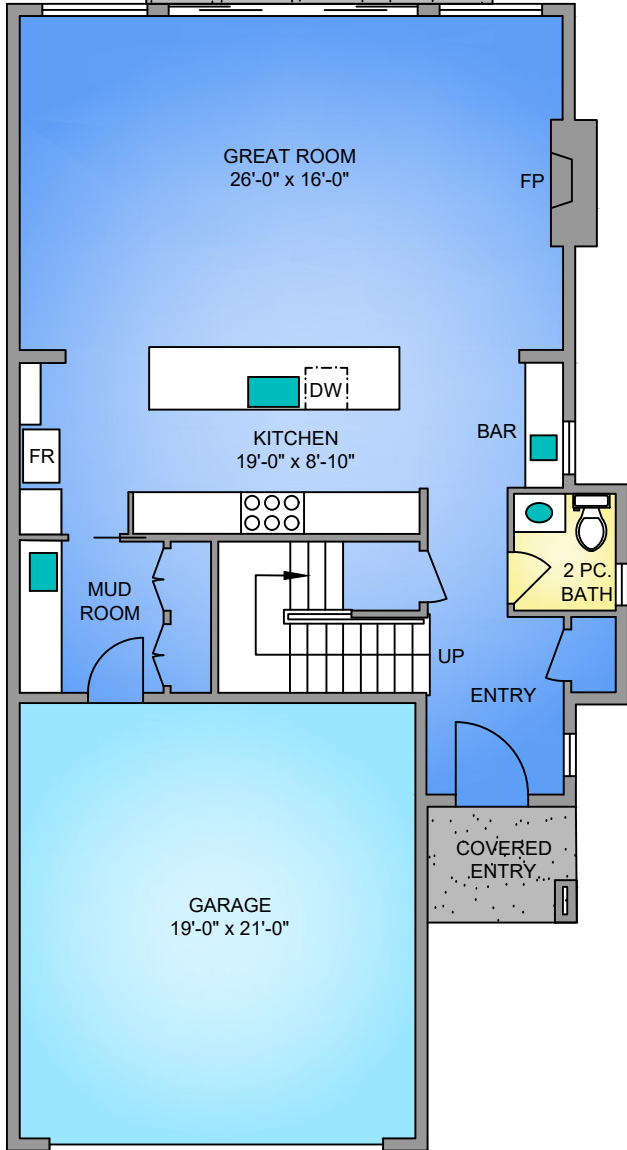 GREAT ROOM
26'-0" x 16'-0"
FP
DW
KITCHEN
19'-0" x 8'-10"
BAR
FR
MUD
ROOM
2 PC.
BATH
UP
ENTRY
COVERED
ENTRY
GARAGE
19'-0" x 21'-0"